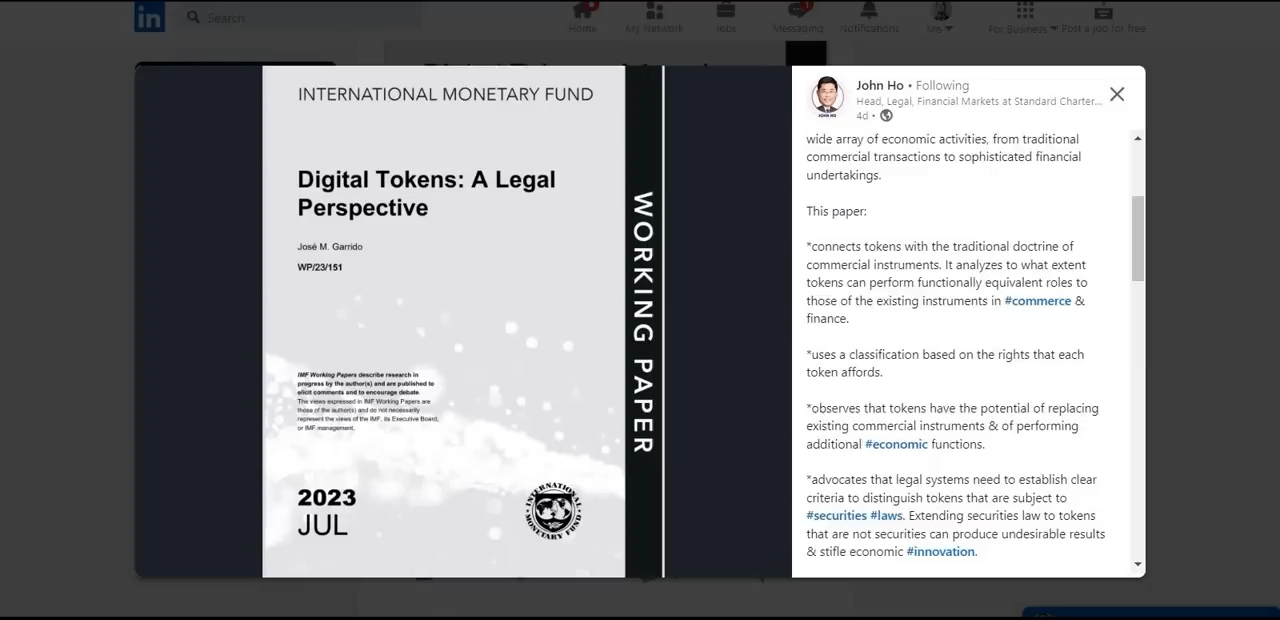 in
Search
Home
My Network
Jobs
Messaging
Notifications
Me
For Business
Post a job for free
INTERNATIONAL MONETARY FUND
Digital Tokens: A Legal
Perspective
José M. Garrido
WP/23/151
IMF Working Papers describe research in
progress by the author(s) and are published to
elicit comments and to encourage debate.
The views expressed in IMF Working Papers are
those of the author(s) and do not necessarily
represent the views of the IMF, its Executive Board,
or IMF management.
2023
JUL
INTERNATIONAL MONETARY FUND
WORKING PAPER
JOHN HO
John Ho • Following
Head, Legal, Financial Markets at Standard Charter...
4d •
wide array of economic activities, from traditional
commercial transactions to sophisticated financial
undertakings.
This paper:
*connects tokens with the traditional doctrine of
commercial instruments. It analyzes to what extent
tokens can perform functionally equivalent roles to
those of the existing instruments in #commerce &
finance.
*uses a classification based on the rights that each
token affords.
*observes that tokens have the potential of replacing
existing commercial instruments & of performing
additional #economic functions.
*advocates that legal systems need to establish clear
criteria to distinguish tokens that are subject to
#securities #laws. Extending securities law to tokens
that are not securities can produce undesirable results
& stifle economic #innovation.